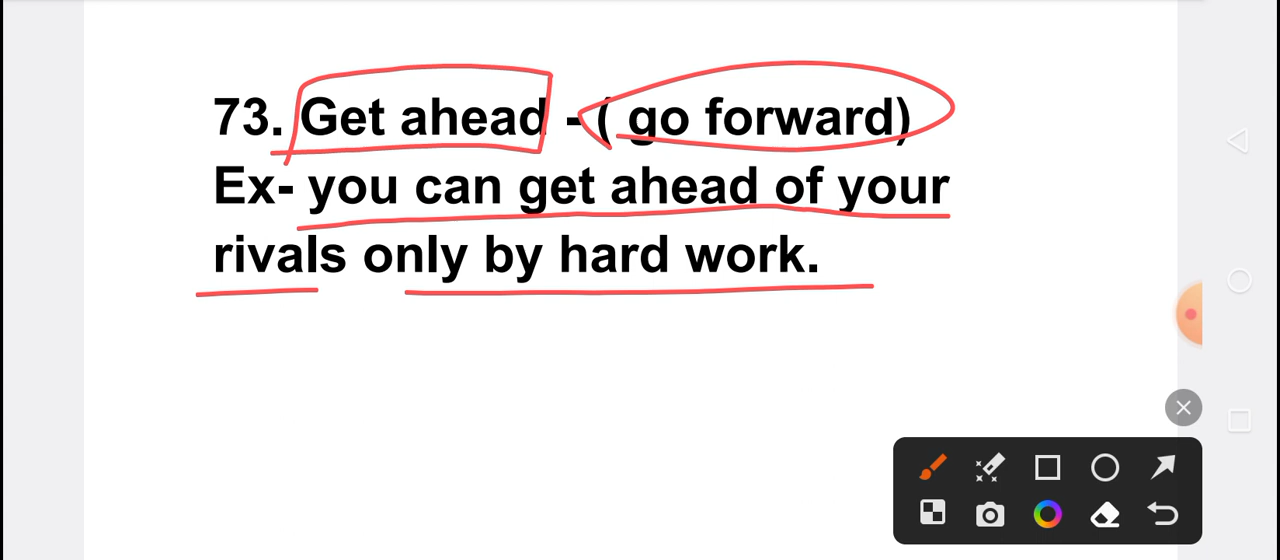 73. Get ahead - ( go forward)
Ex- you can get ahead of your
rivals only by hard work.